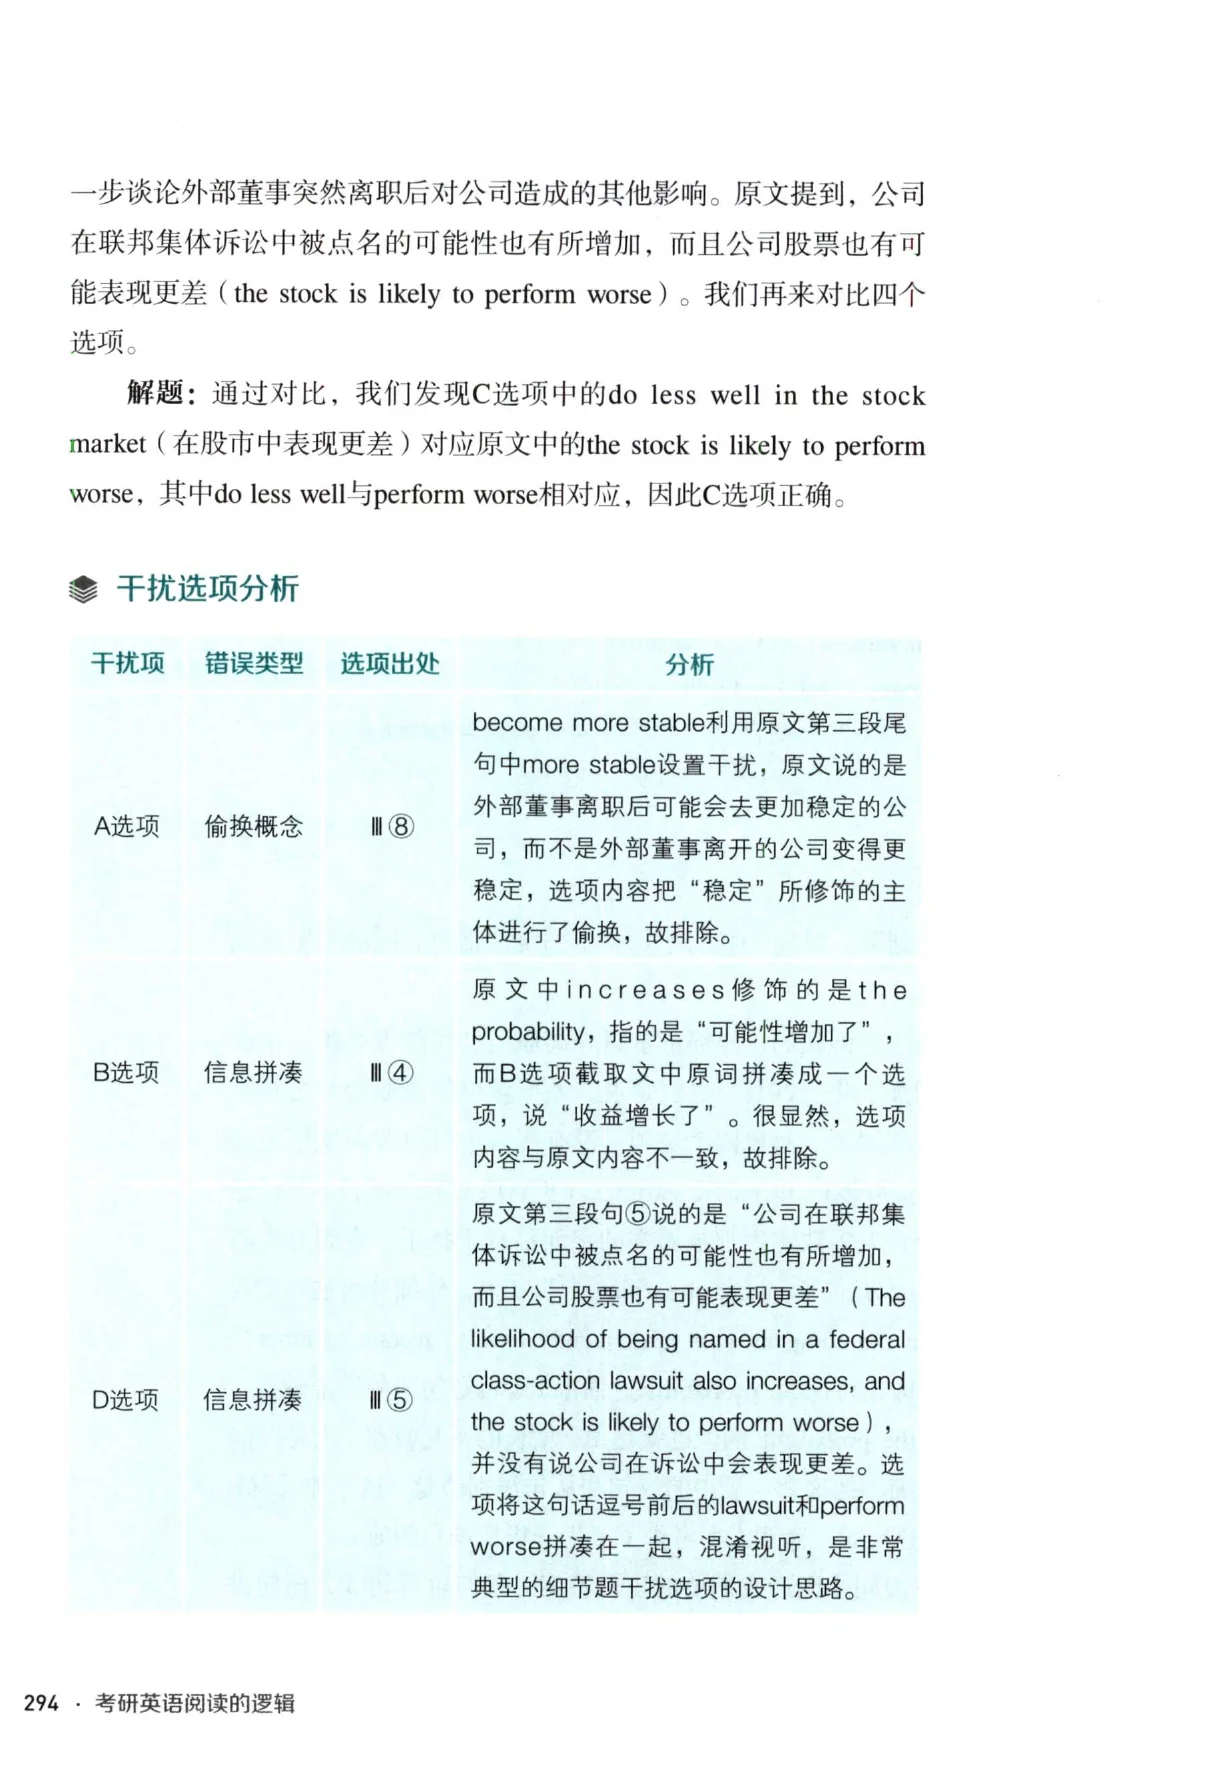 一步谈论外部董事突然离职后对公司造成的其他影响。原文提到，公司
在联邦集体诉讼中被点名的可能性也有所增加，而且公司股票也有可
能表现更差（the stock is likely to perform worse）。我们再来对比四个
选项。
解题：通过对比，我们发现C选项中的do less well in the stock
market（在股市中表现更差）对应原文中的the stock is likely to perform
worse，其中do less well与perform worse相对应，因此C选项正确。
干扰选项分析
干扰项 错误类型 选项出处 分析
become more stable利用原文第三段尾
句中more stable设置干扰，原文说的是
外部董事离职后可能会去更加稳定的公
A选项 偷换概念 Ⅲ⑧
司，而不是外部董事离开的公司变得更
稳定，选项内容把“稳定”所修饰的主
体进行了偷换，故排除。
原文中increases修饰的是the
probability，指的是“可能性增加了”，
B选项 信息拼凑 Ⅲ④ 而B选项截取文中原词拼凑成一个选
项，说“收益增长了”。很显然，选项
内容与原文内容不一致，故排除。
原文第三段句⑤说的是“公司在联邦集
体诉讼中被点名的可能性也有所增加，
而且公司股票也有可能表现更差”（The
likelihood of being named in a federal
class-action lawsuit also increases, and
D选项 信息拼凑 Ⅲ⑤
the stock is likely to perform worse），
并没有说公司在诉讼中会表现更差。选
项将这句话逗号前后的lawsuit和perform
worse拼凑在一起，混淆视听，是非常
典型的细节题干扰选项的设计思路。
294 · 考研英语阅读的逻辑